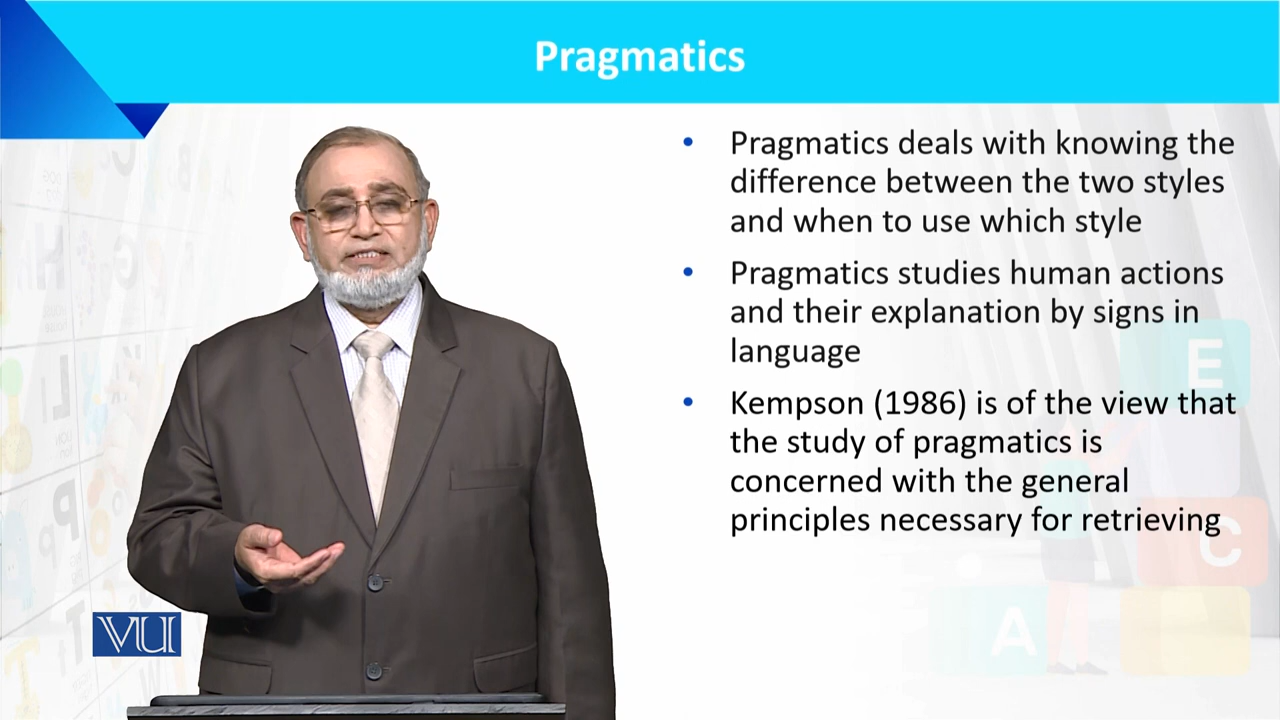 Pragmatics
• Pragmatics deals with knowing the
difference between the two styles
and when to use which style
• Pragmatics studies human actions
and their explanation by signs in
language
• Kempson (1986) is of the view that
the study of pragmatics is
concerned with the general
principles necessary for retrieving
E
C
A
VU